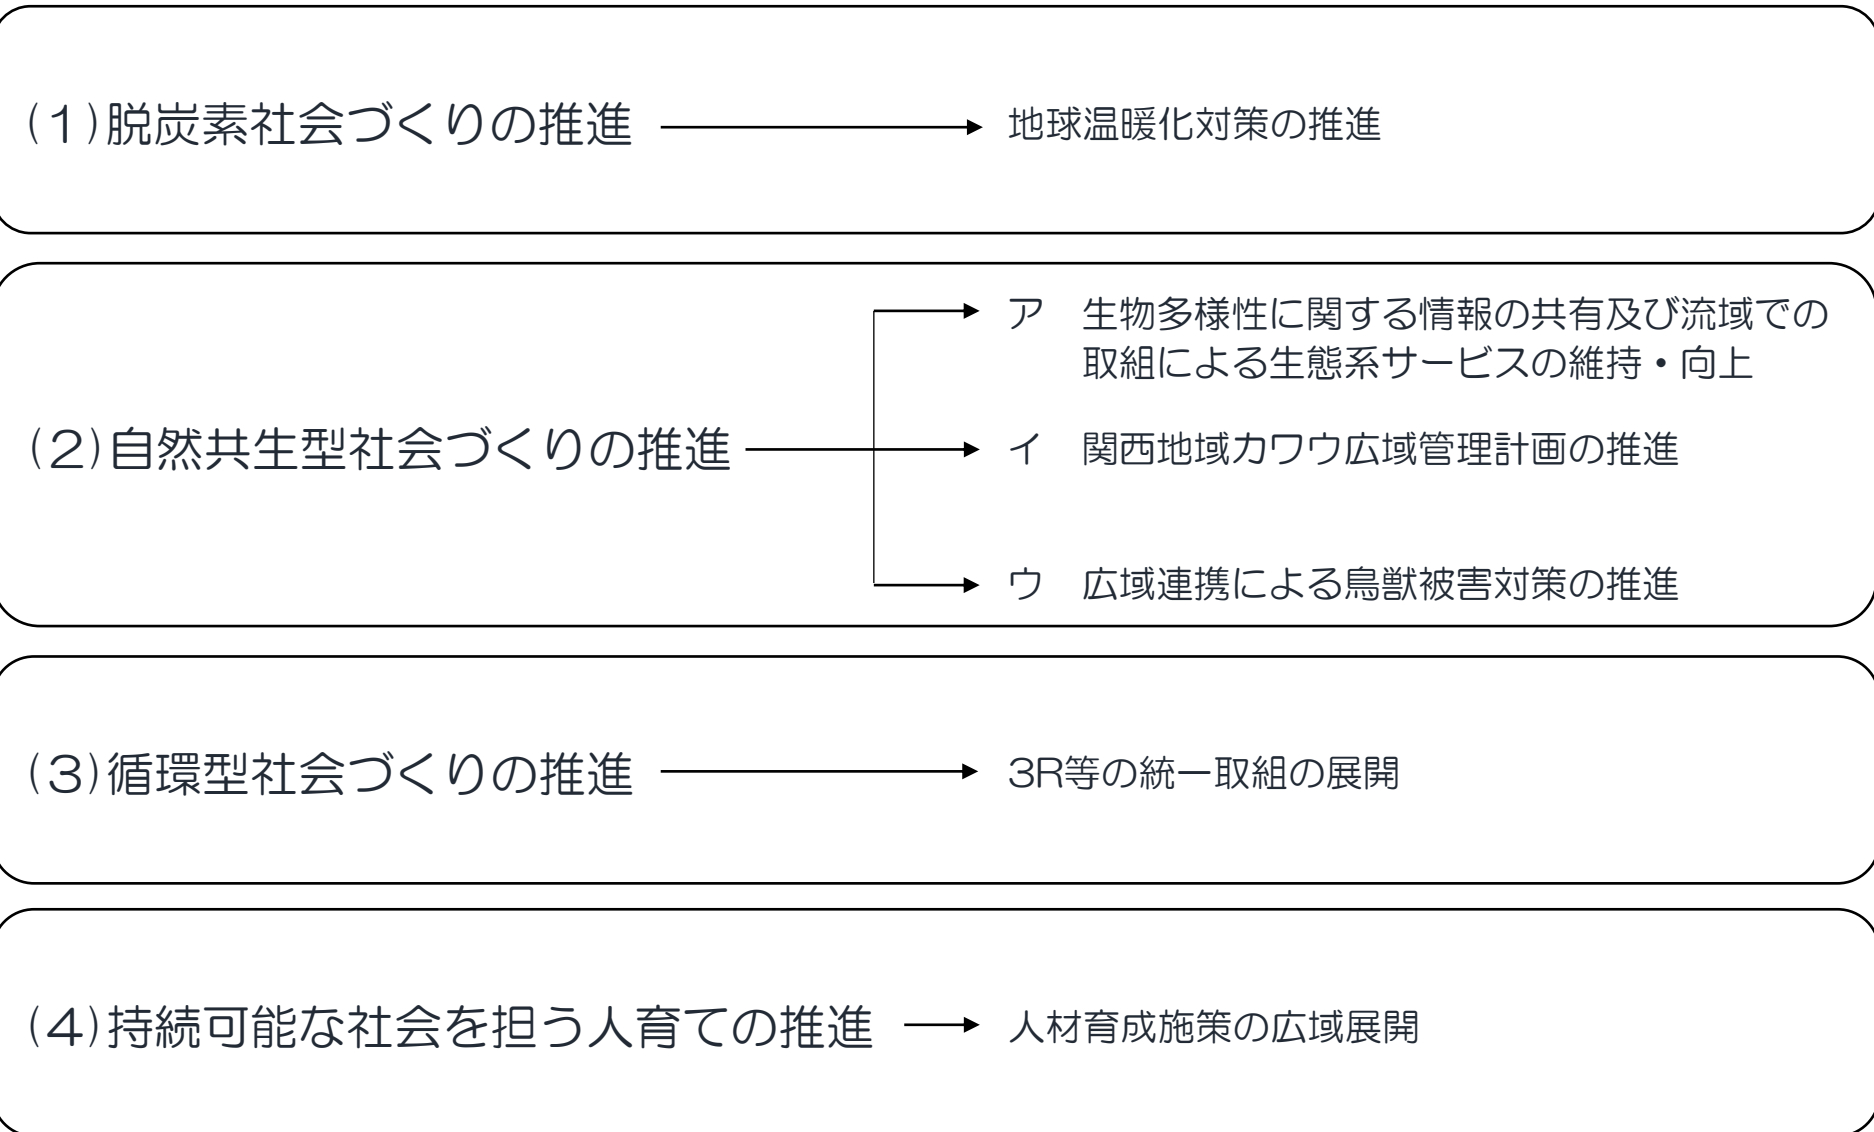 (1)脱炭素社会づくりの推進
地球温暖化対策の推進
(2)自然共生型社会づくりの推進
ア　生物多様性に関する情報の共有及び流域での
取組による生態系サービスの維持・向上
イ　関西地域カワウ広域管理計画の推進
ウ　広域連携による鳥獣被害対策の推進
(3)循環型社会づくりの推進
3R等の統一取組の展開
(4)持続可能な社会を担う人育ての推進
人材育成施策の広域展開